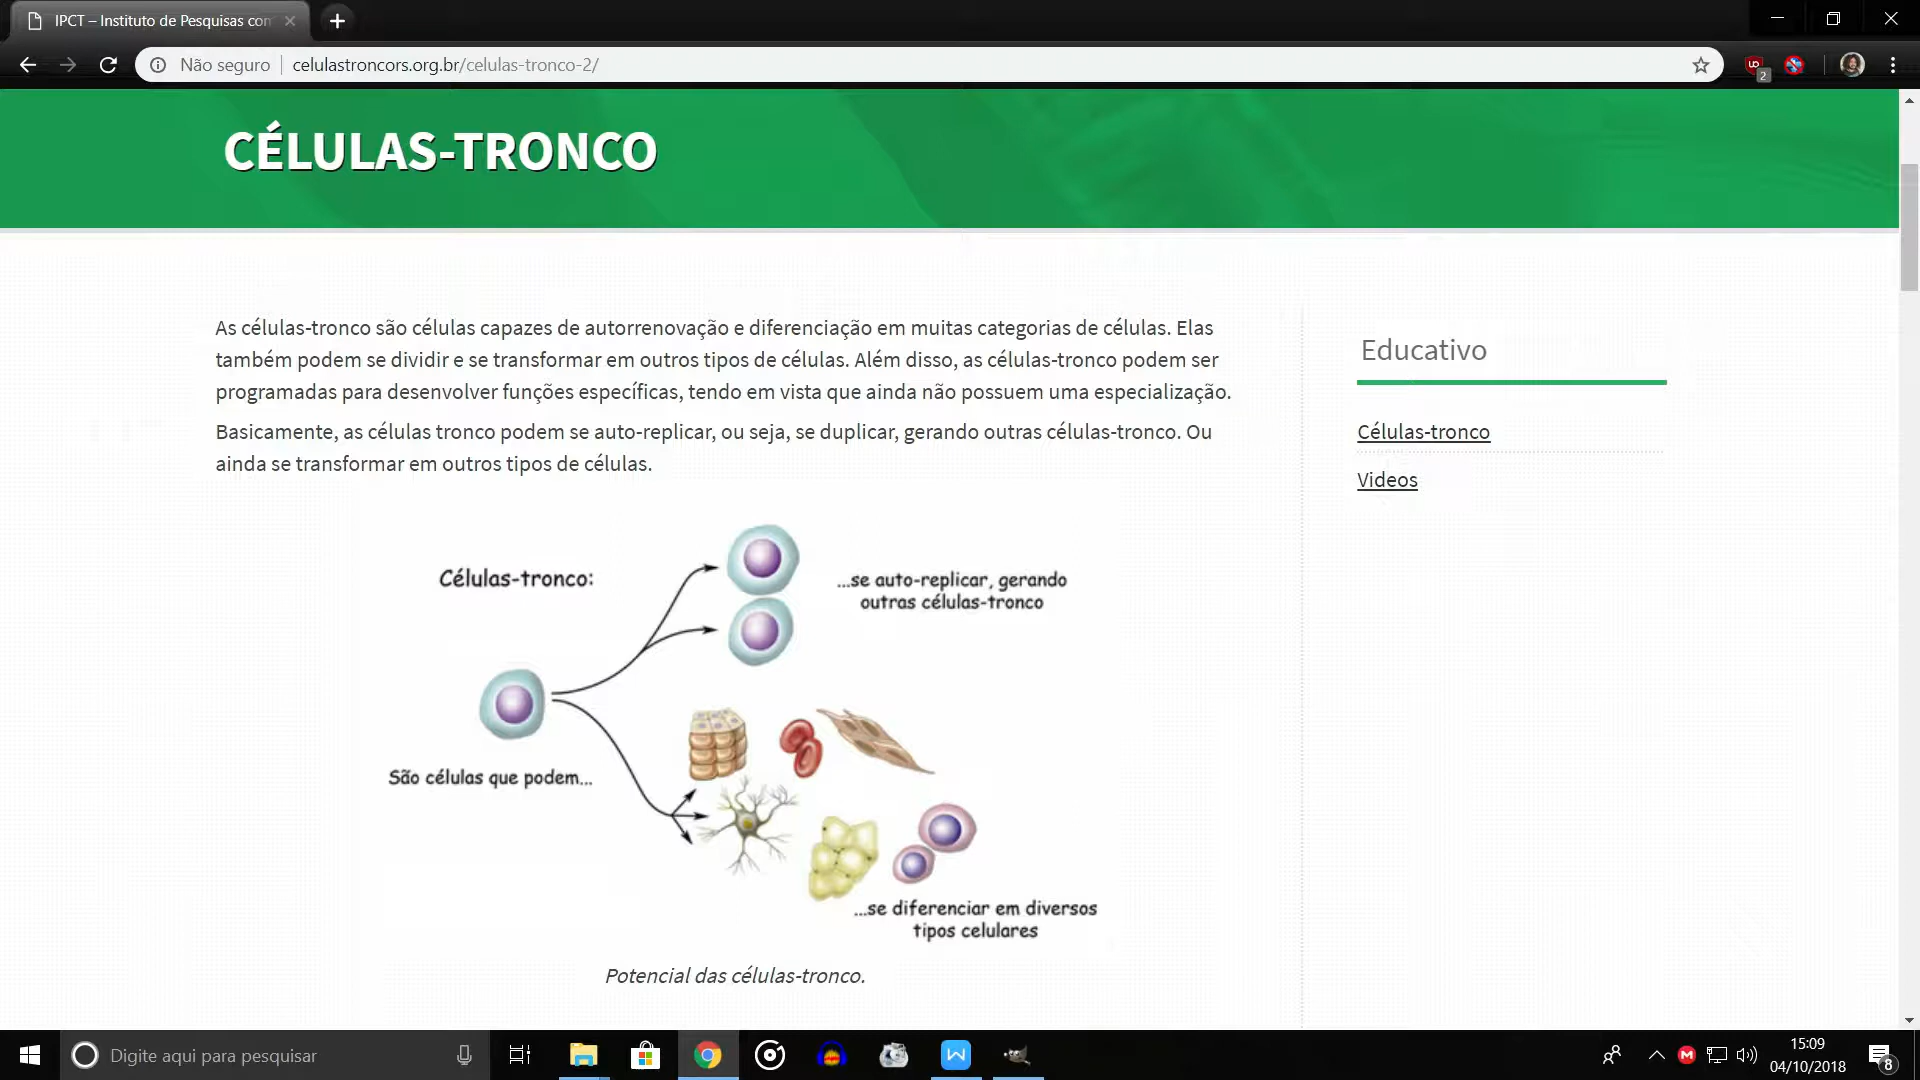 IPCT – Instituto de Pesquisas con
Não seguro
celulastroncors.org.br/celulas-tronco-2/
2
CÉLULAS-TRONCO
As células-tronco são células capazes de autorrenovação e diferenciação em muitas categorias de células. Elas
também podem se dividir e se transformar em outros tipos de células. Além disso, as células-tronco podem ser
programadas para desenvolver funções específicas, tendo em vista que ainda não possuem uma especialização.
Basicamente, as células tronco podem se auto-replicar, ou seja, se duplicar, gerando outras células-tronco. Ou
ainda se transformar em outros tipos de células.
Células-tronco:
...se auto-replicar, gerando
outras células-tronco
São células que podem...
...se diferenciar em diversos
tipos celulares
Potencial das células-tronco.
Educativo
Células-tronco
Videos
Digite aqui para pesquisar
15:09
04/10/2018
8